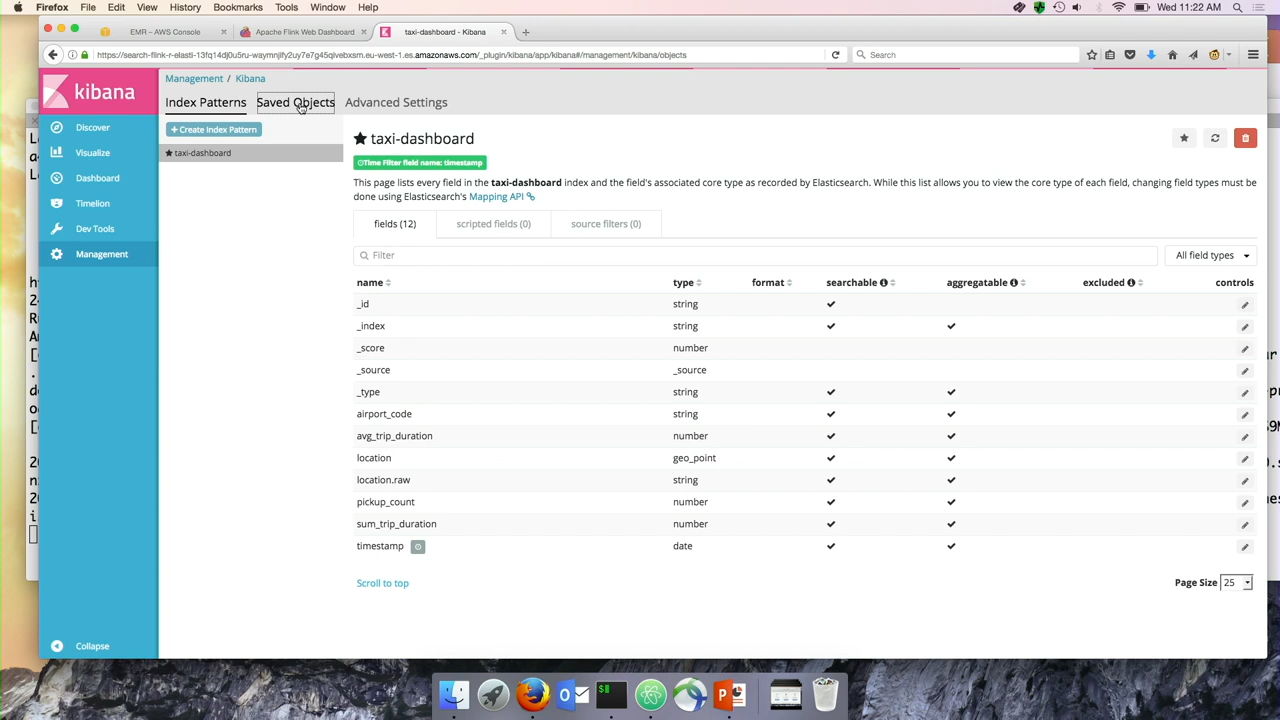 Firefox File Edit View History Bookmarks Tools Window Help Wed 11:22 AM
EMR – AWS Console Apache Flink Web Dashboard taxi-dashboard - Kibana
Search
Management / Kibana
kibana
Index Patterns Saved Objects Advanced Settings
Discover
Visualize
Dashboard
Timelion
Dev Tools
Management
Collapse
+ Create Index Pattern
taxi-dashboard
taxi-dashboard
Time Filter field name: timestamp
This page lists every field in the taxi-dashboard index and the field's associated core type as recorded by Elasticsearch. While this list allows you to view the core type of each field, changing field types must be
done using Elasticsearch's Mapping API
fields (12) scripted fields (0) source filters (0)
Filter All field types
name type format searchable aggregatable excluded controls
_id string
_index string
_score number
_source _source
_type string
airport_code string
avg_trip_duration number
location geo_point
location.raw string
pickup_count number
sum_trip_duration number
timestamp date
Scroll to top Page Size 25